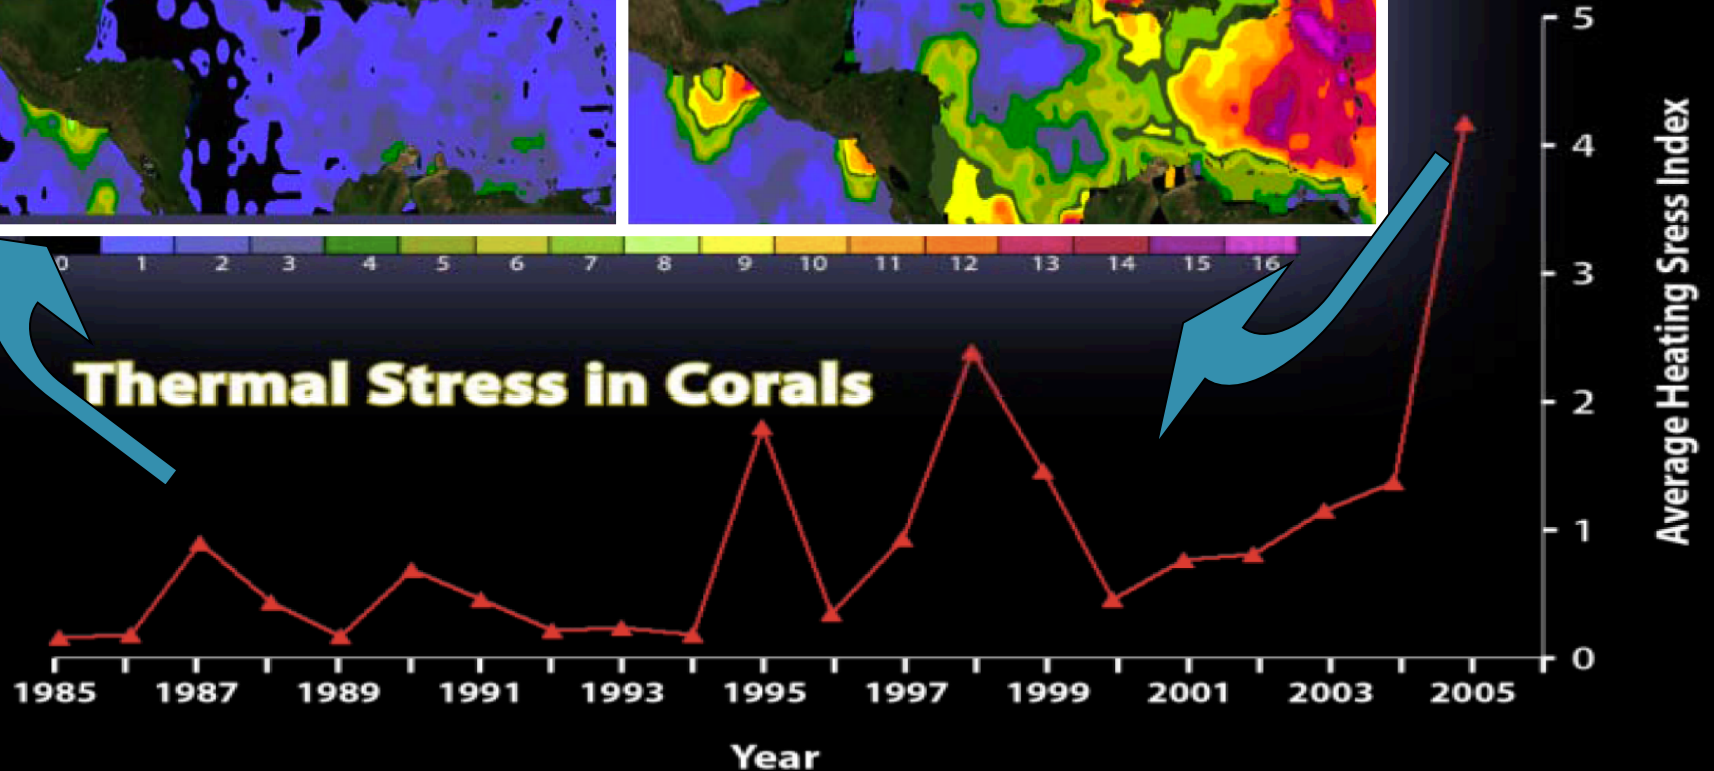 5
4
3
2
1
0
Average Heating Sress Index
0 1 2 3 4 5 6 7 8 9 10 11 12 13 14 15 16
Thermal Stress in Corals
1985 1987 1989 1991 1993 1995 1997 1999 2001 2003 2005
Year